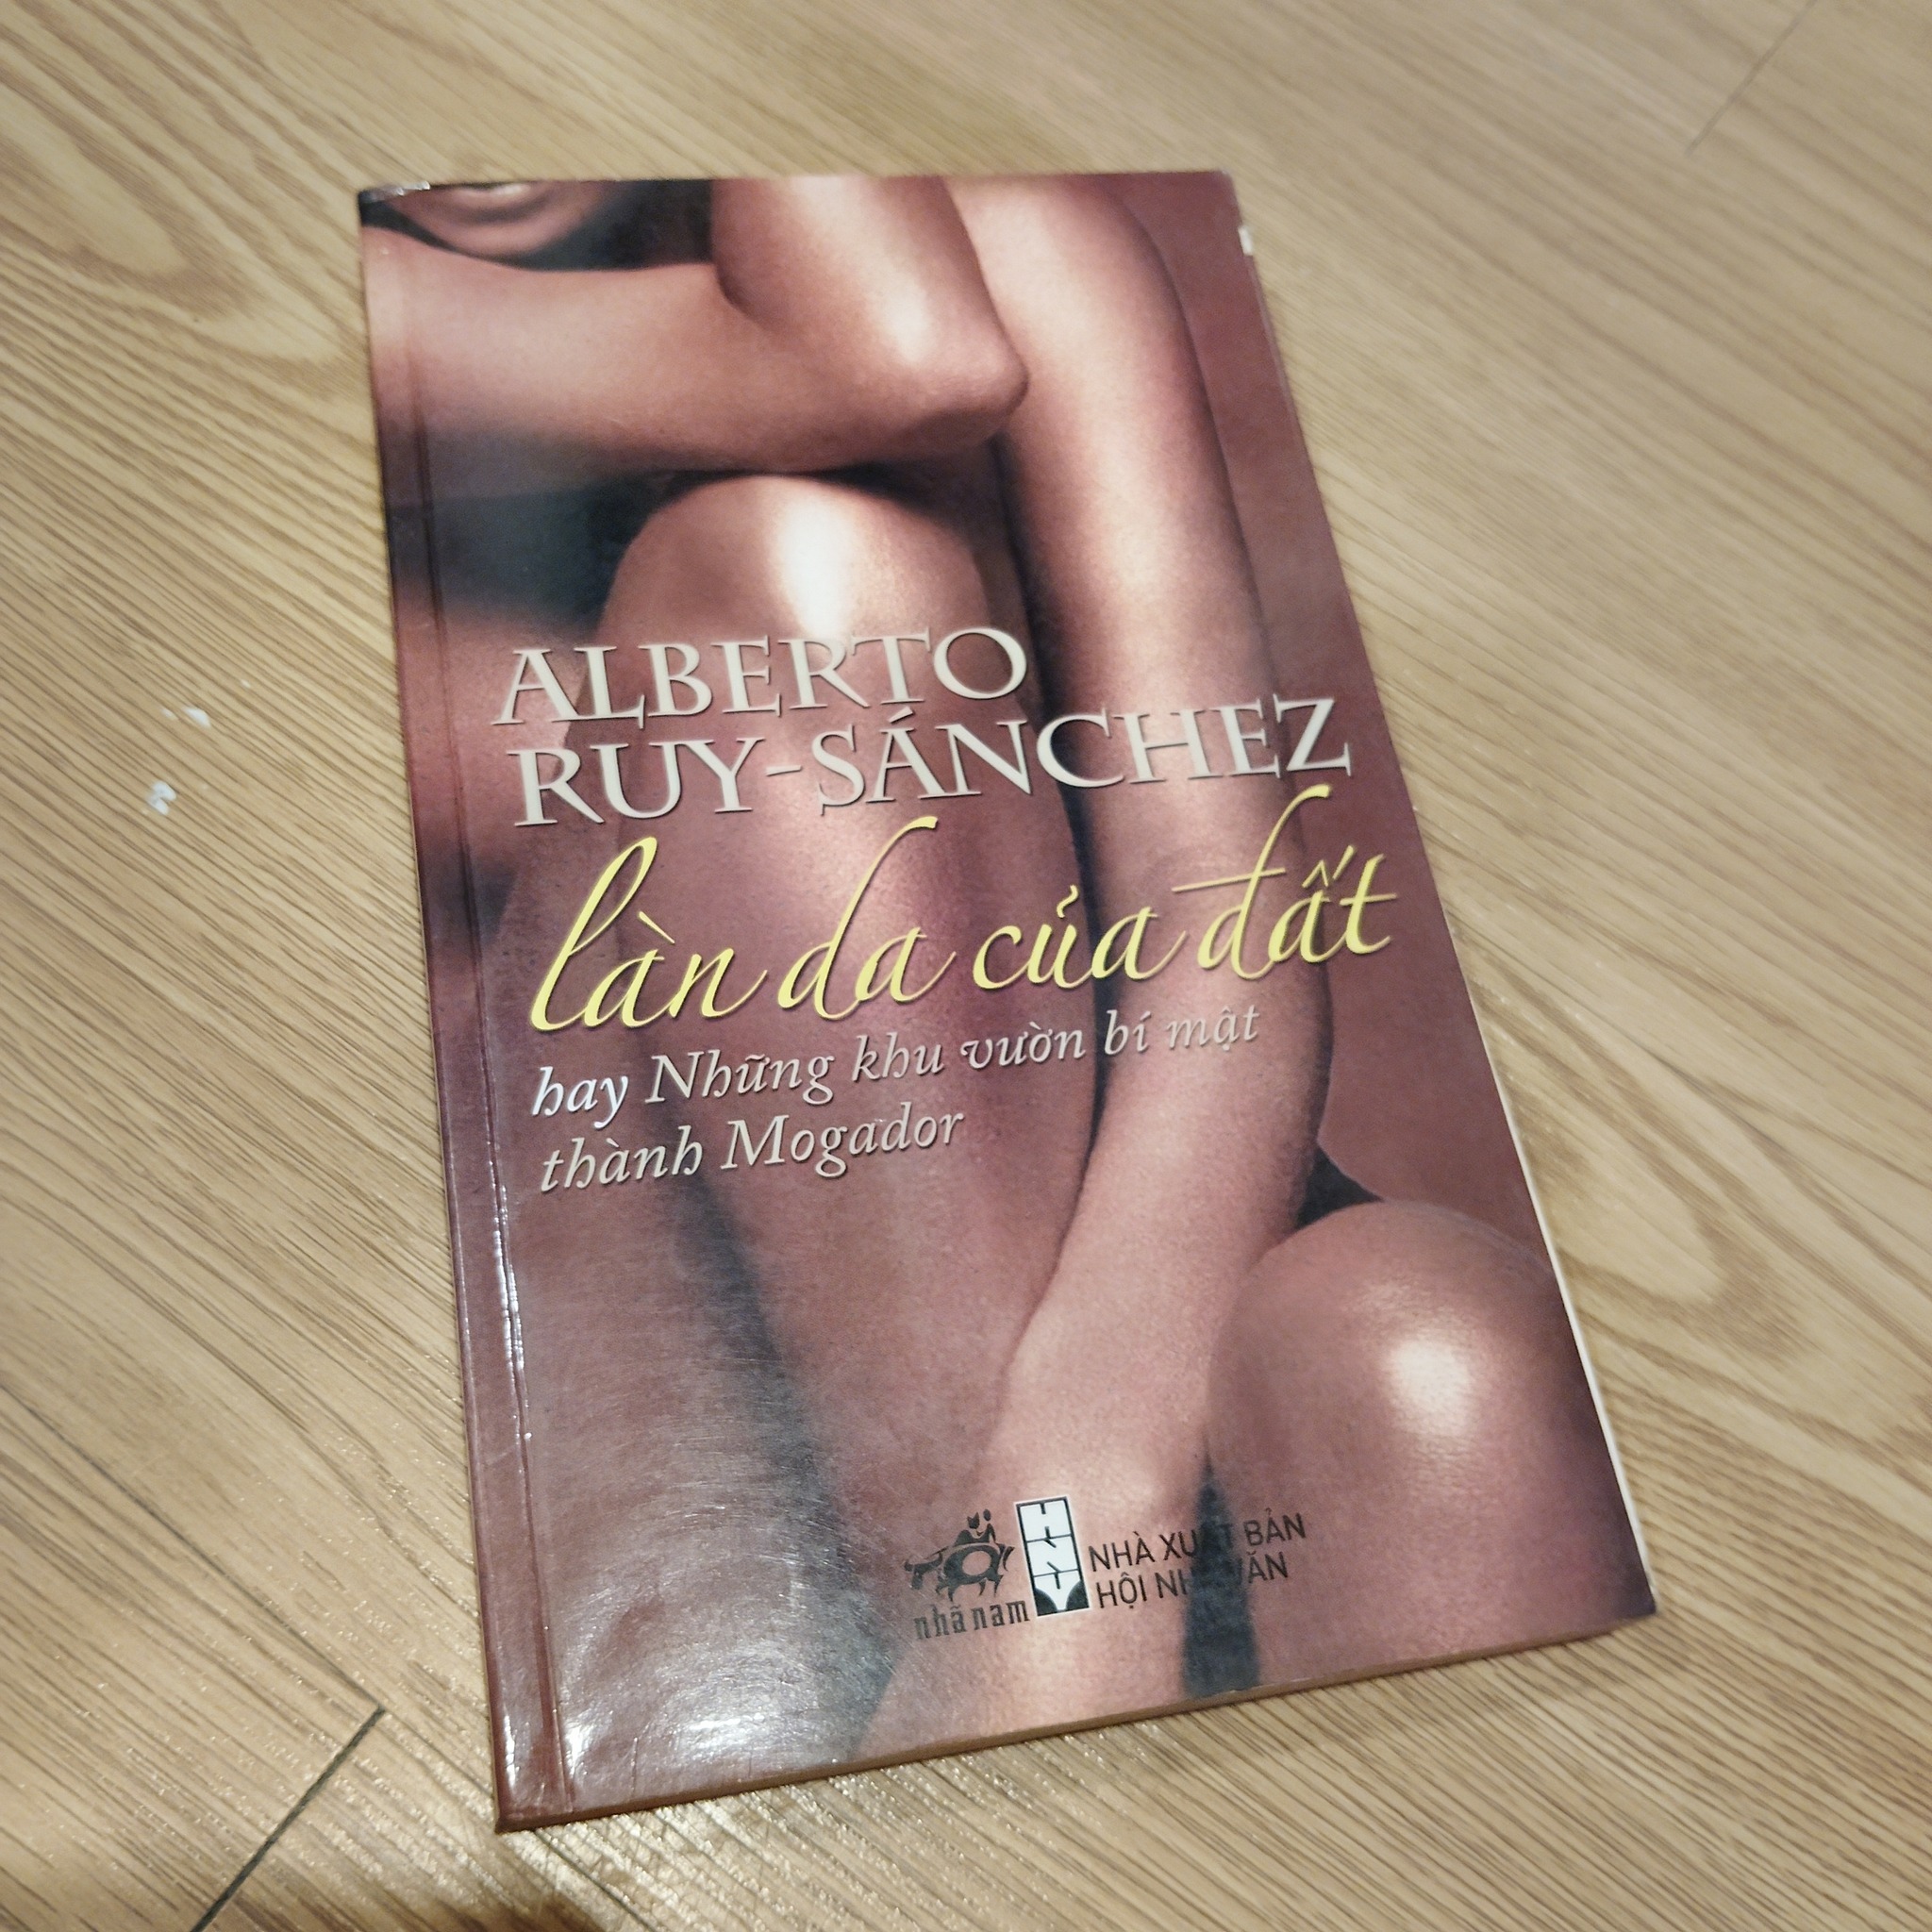 ALBERTO
RUY-SÁNCHEZ
làn da của đất
hay Những khu vườn bí mật
thành Mogador
nhã nam
NHÀ XUẤT BẢN
HỘI NHÀ VĂN